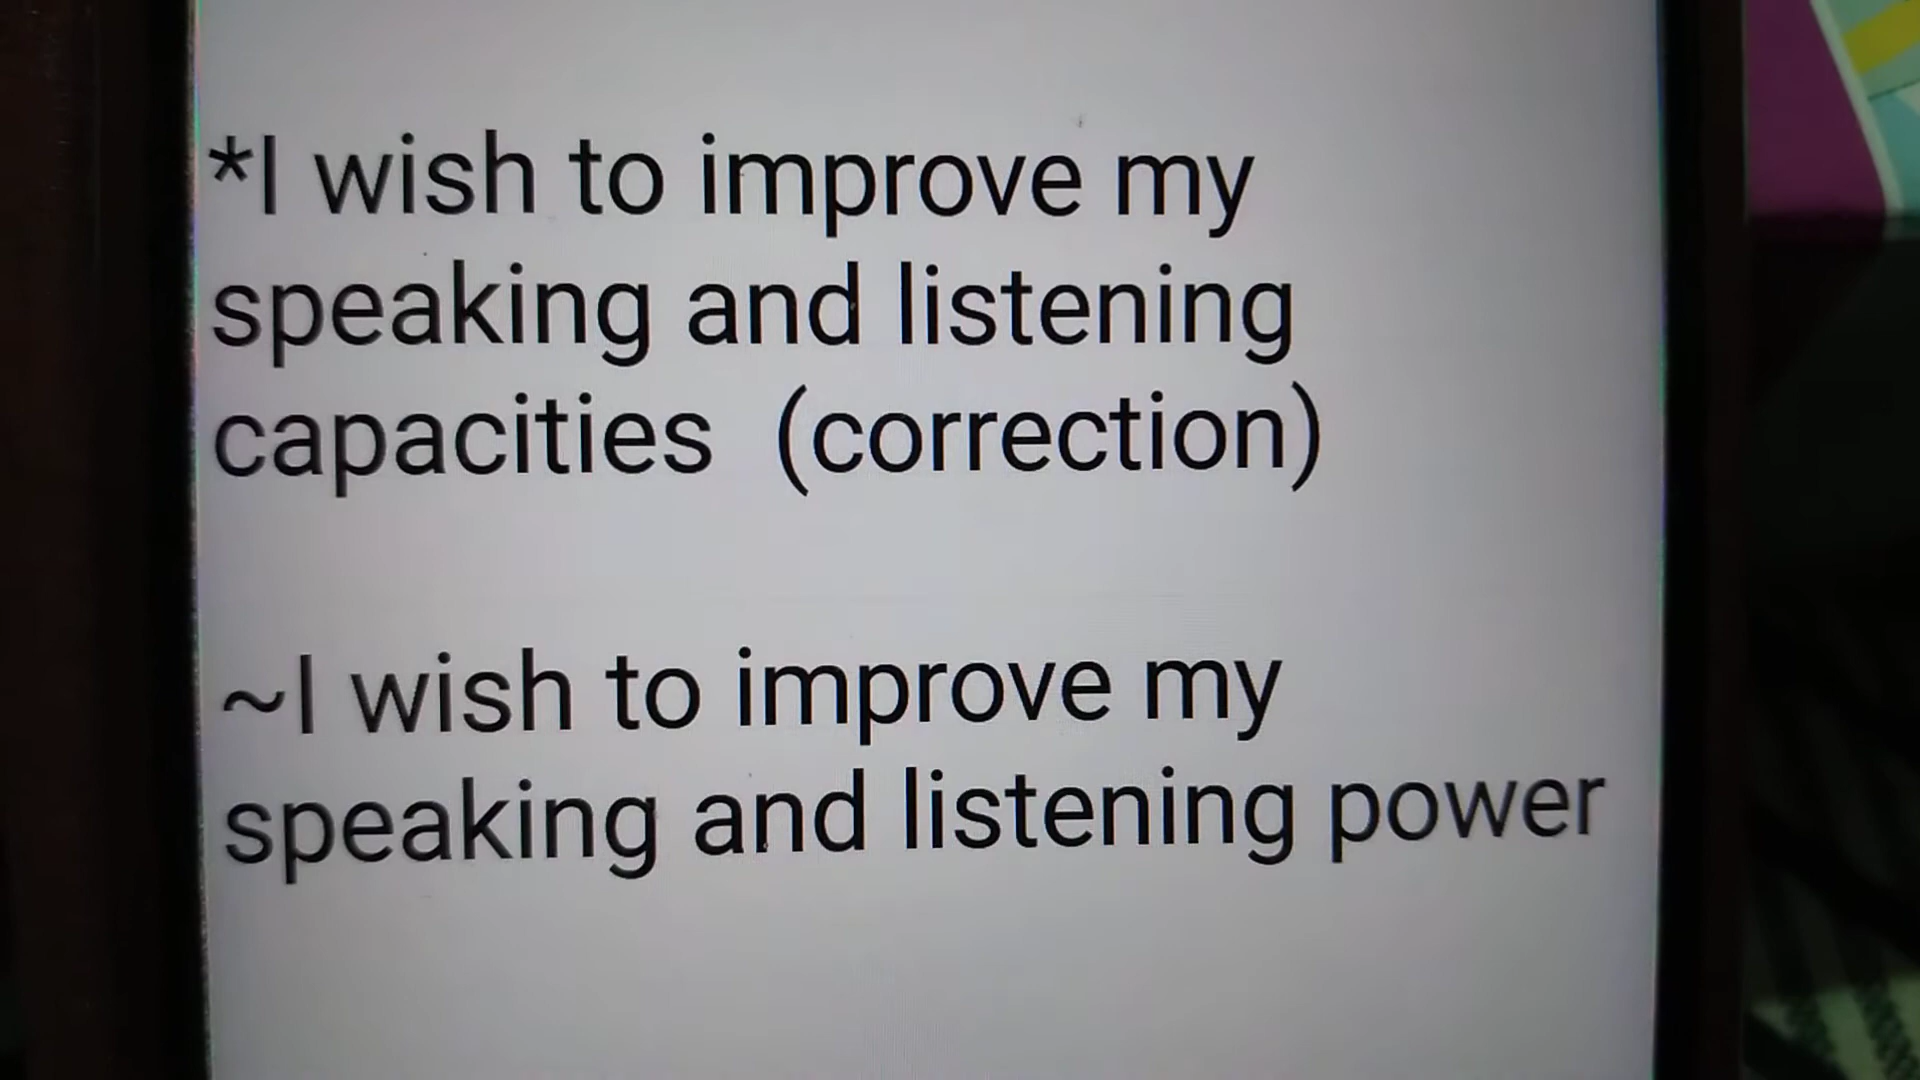 *I wish to improve my
speaking and listening
capacities  (correction)
~I wish to improve my
speaking and listening power